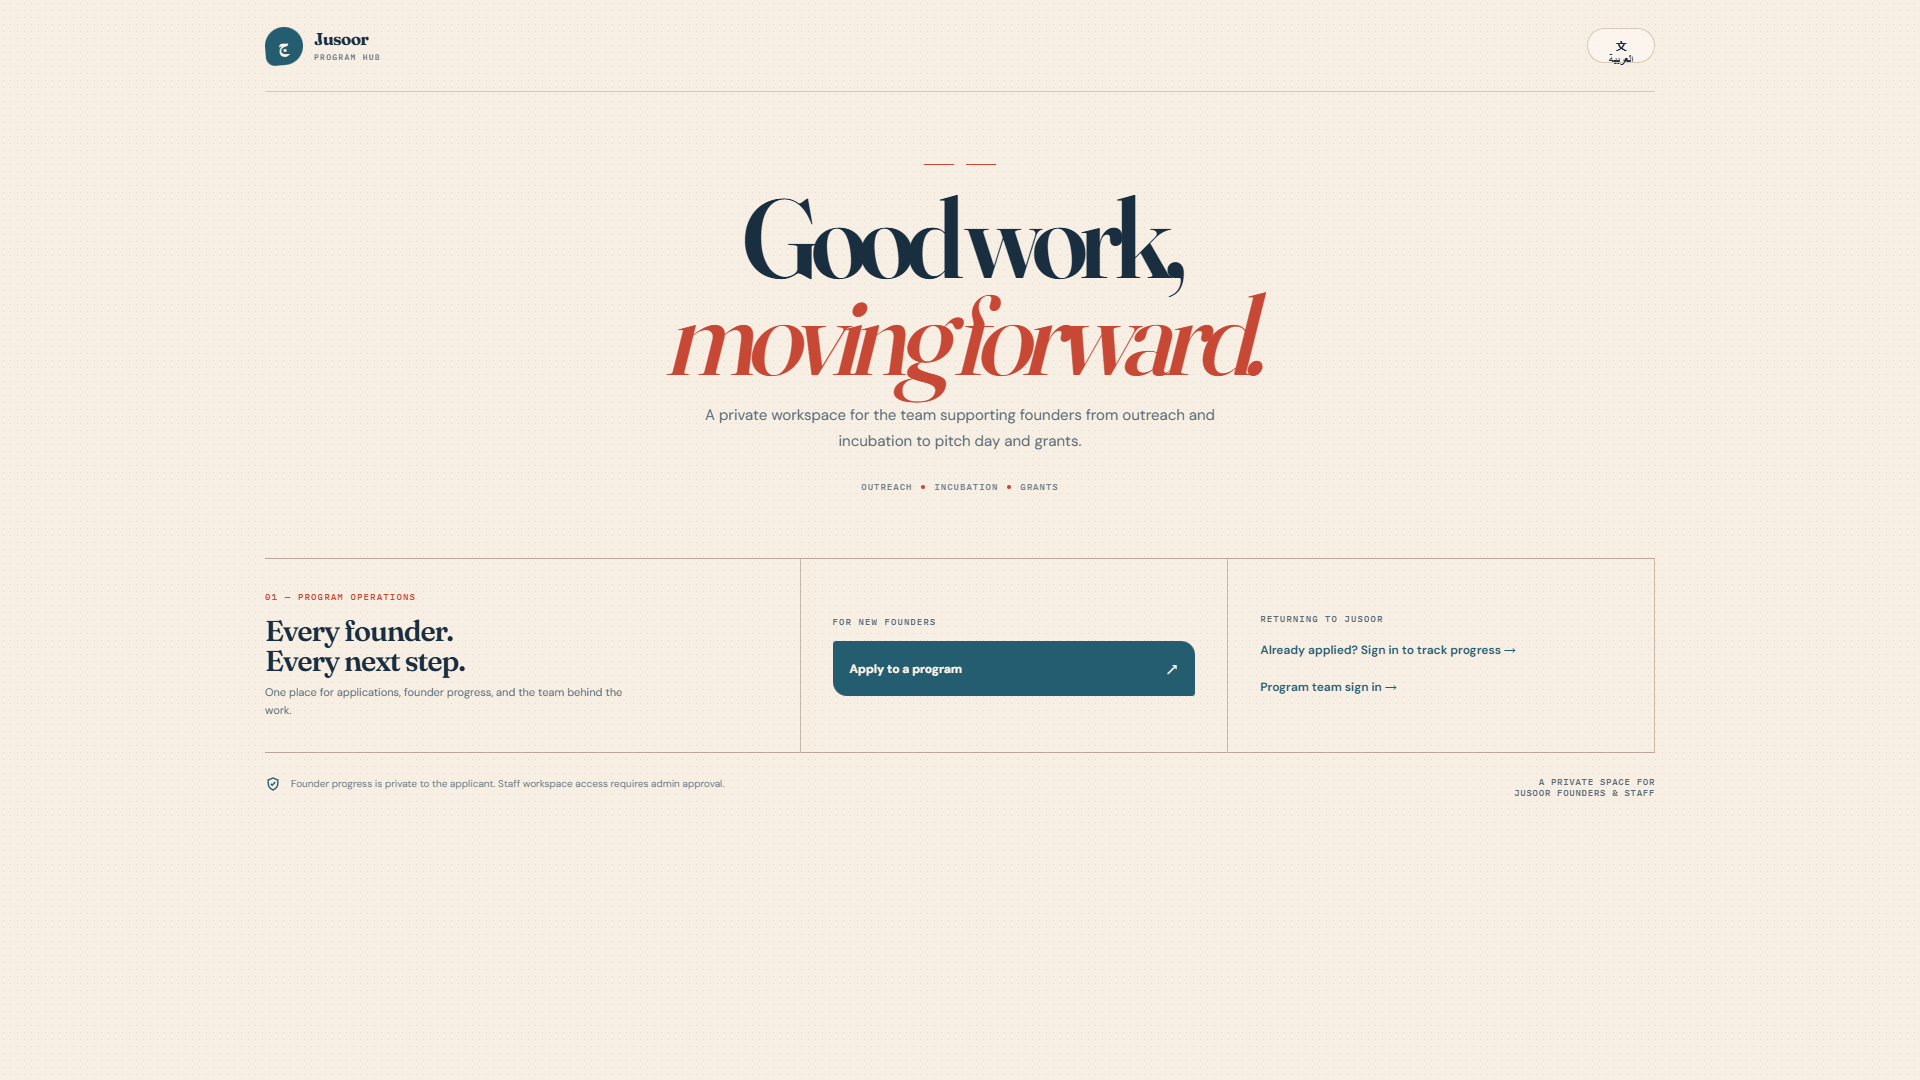 ج
Jusoor
PROGRAM HUB
文
العربية
Good work,
moving forward.
A private workspace for the team supporting founders from outreach and
incubation to pitch day and grants.
OUTREACH • INCUBATION • GRANTS
01 — PROGRAM OPERATIONS
Every founder.
Every next step.
One place for applications, founder progress, and the team behind the
work.
FOR NEW FOUNDERS
Apply to a program ↗
RETURNING TO JUSOOR
Already applied? Sign in to track progress →
Program team sign in →
Founder progress is private to the applicant. Staff workspace access requires admin approval.
A PRIVATE SPACE FOR
JUSOOR FOUNDERS & STAFF